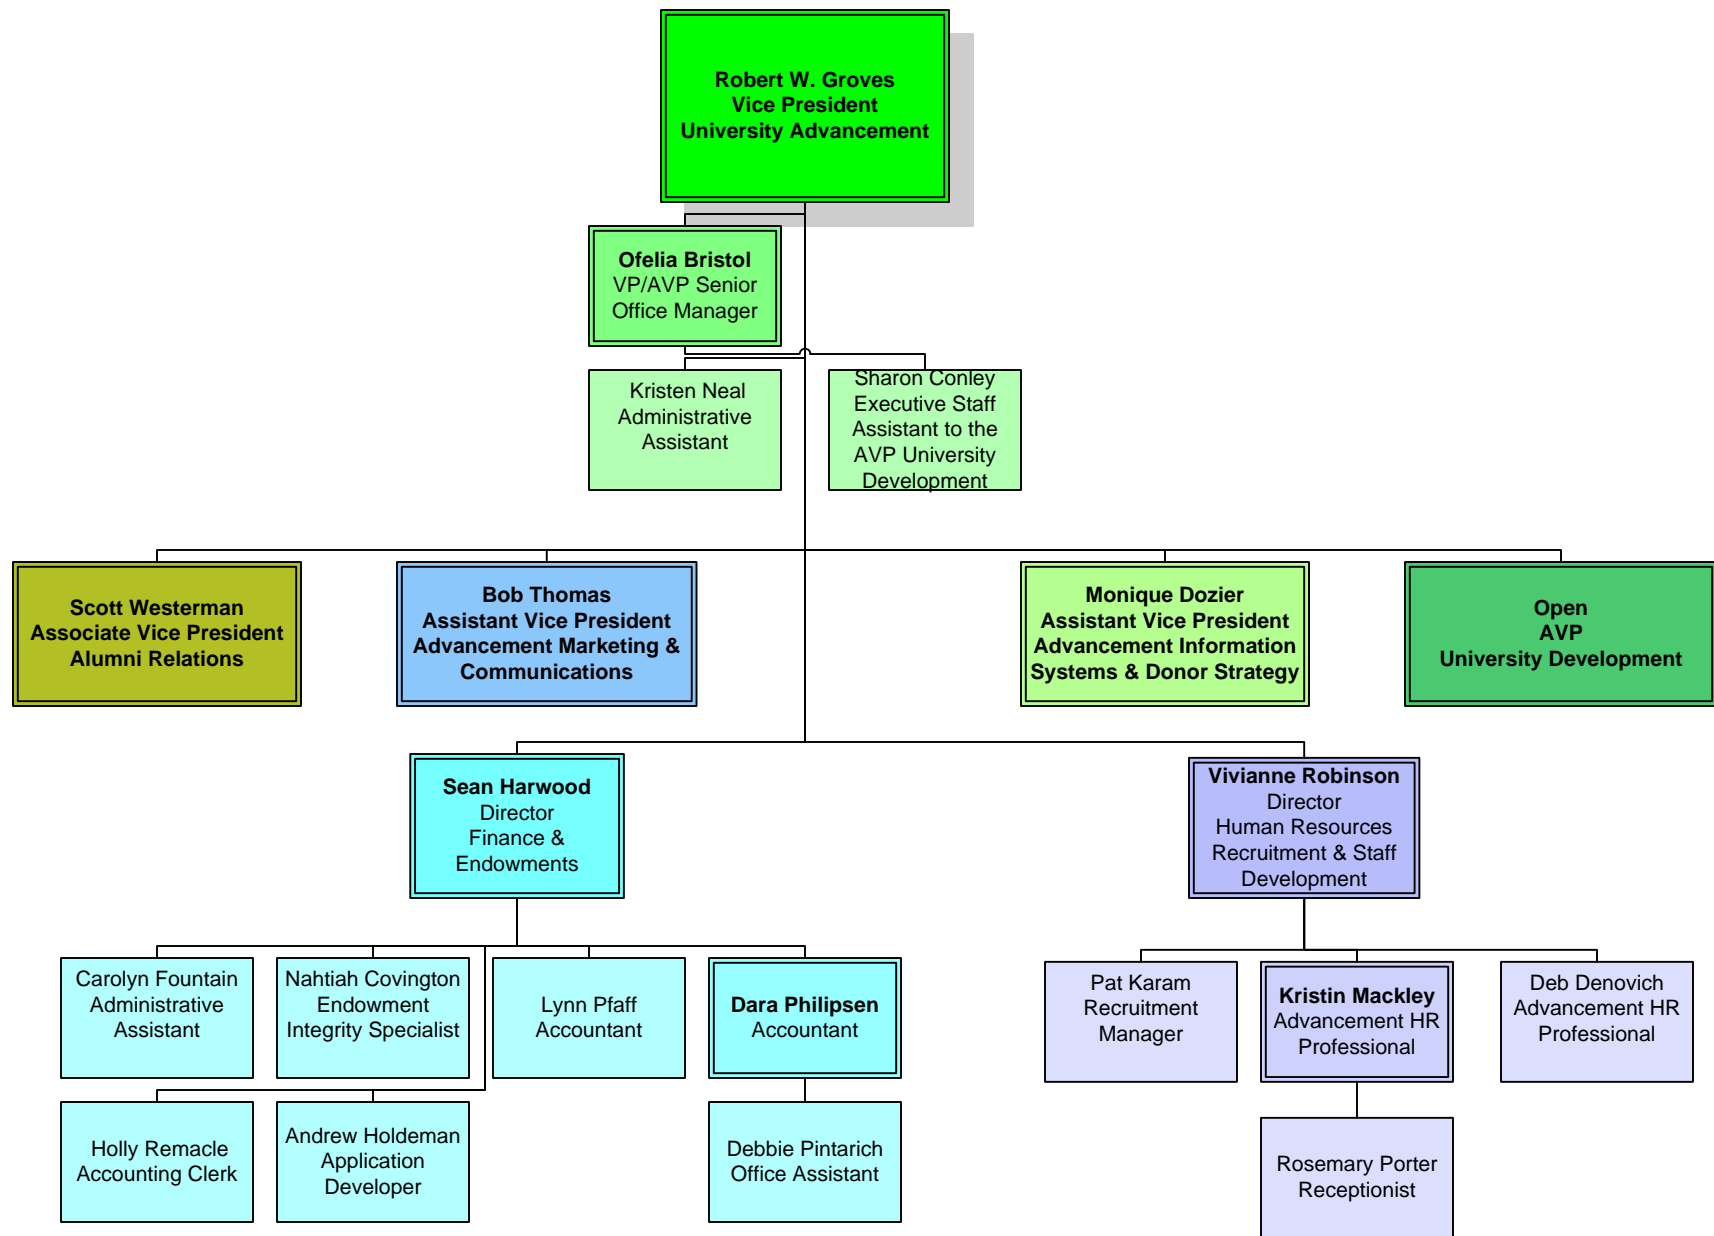 Robert W. Groves
Vice President
University Advancement
Ofelia Bristol
VP/AVP Senior
Office Manager
Kristen Neal
Administrative
Assistant
Sharon Conley
Executive Staff
Assistant to the
AVP University
Development
Scott Westerman
Associate Vice President
Alumni Relations
Bob Thomas
Assistant Vice President
Advancement Marketing &
Communications
Monique Dozier
Assistant Vice President
Advancement Information
Systems & Donor Strategy
Open
AVP
University Development
Sean Harwood
Director
Finance &
Endowments
Vivianne Robinson
Director
Human Resources
Recruitment & Staff
Development
Carolyn Fountain
Administrative
Assistant
Nahtiah Covington
Endowment
Integrity Specialist
Lynn Pfaff
Accountant
Dara Philipsen
Accountant
Pat Karam
Recruitment
Manager
Kristin Mackley
Advancement HR
Professional
Deb Denovich
Advancement HR
Professional
Holly Remacle
Accounting Clerk
Andrew Holdeman
Application
Developer
Debbie Pintarich
Office Assistant
Rosemary Porter
Receptionist